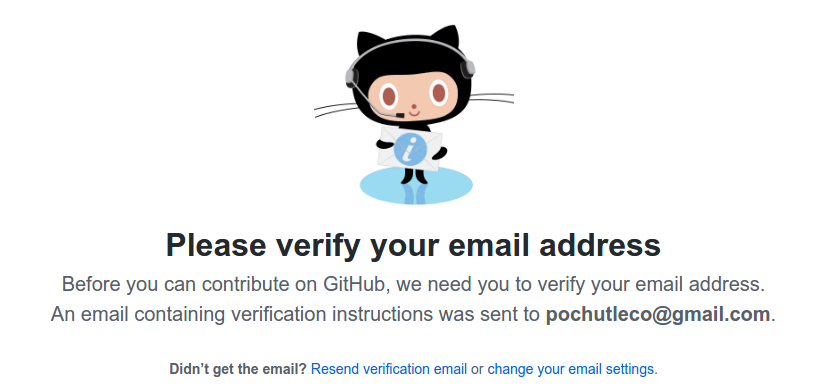 i
Please verify your email address
Before you can contribute on GitHub, we need you to verify your email address.
An email containing verification instructions was sent to pochutleco@gmail.com.
Didn’t get the email? Resend verification email or change your email settings.